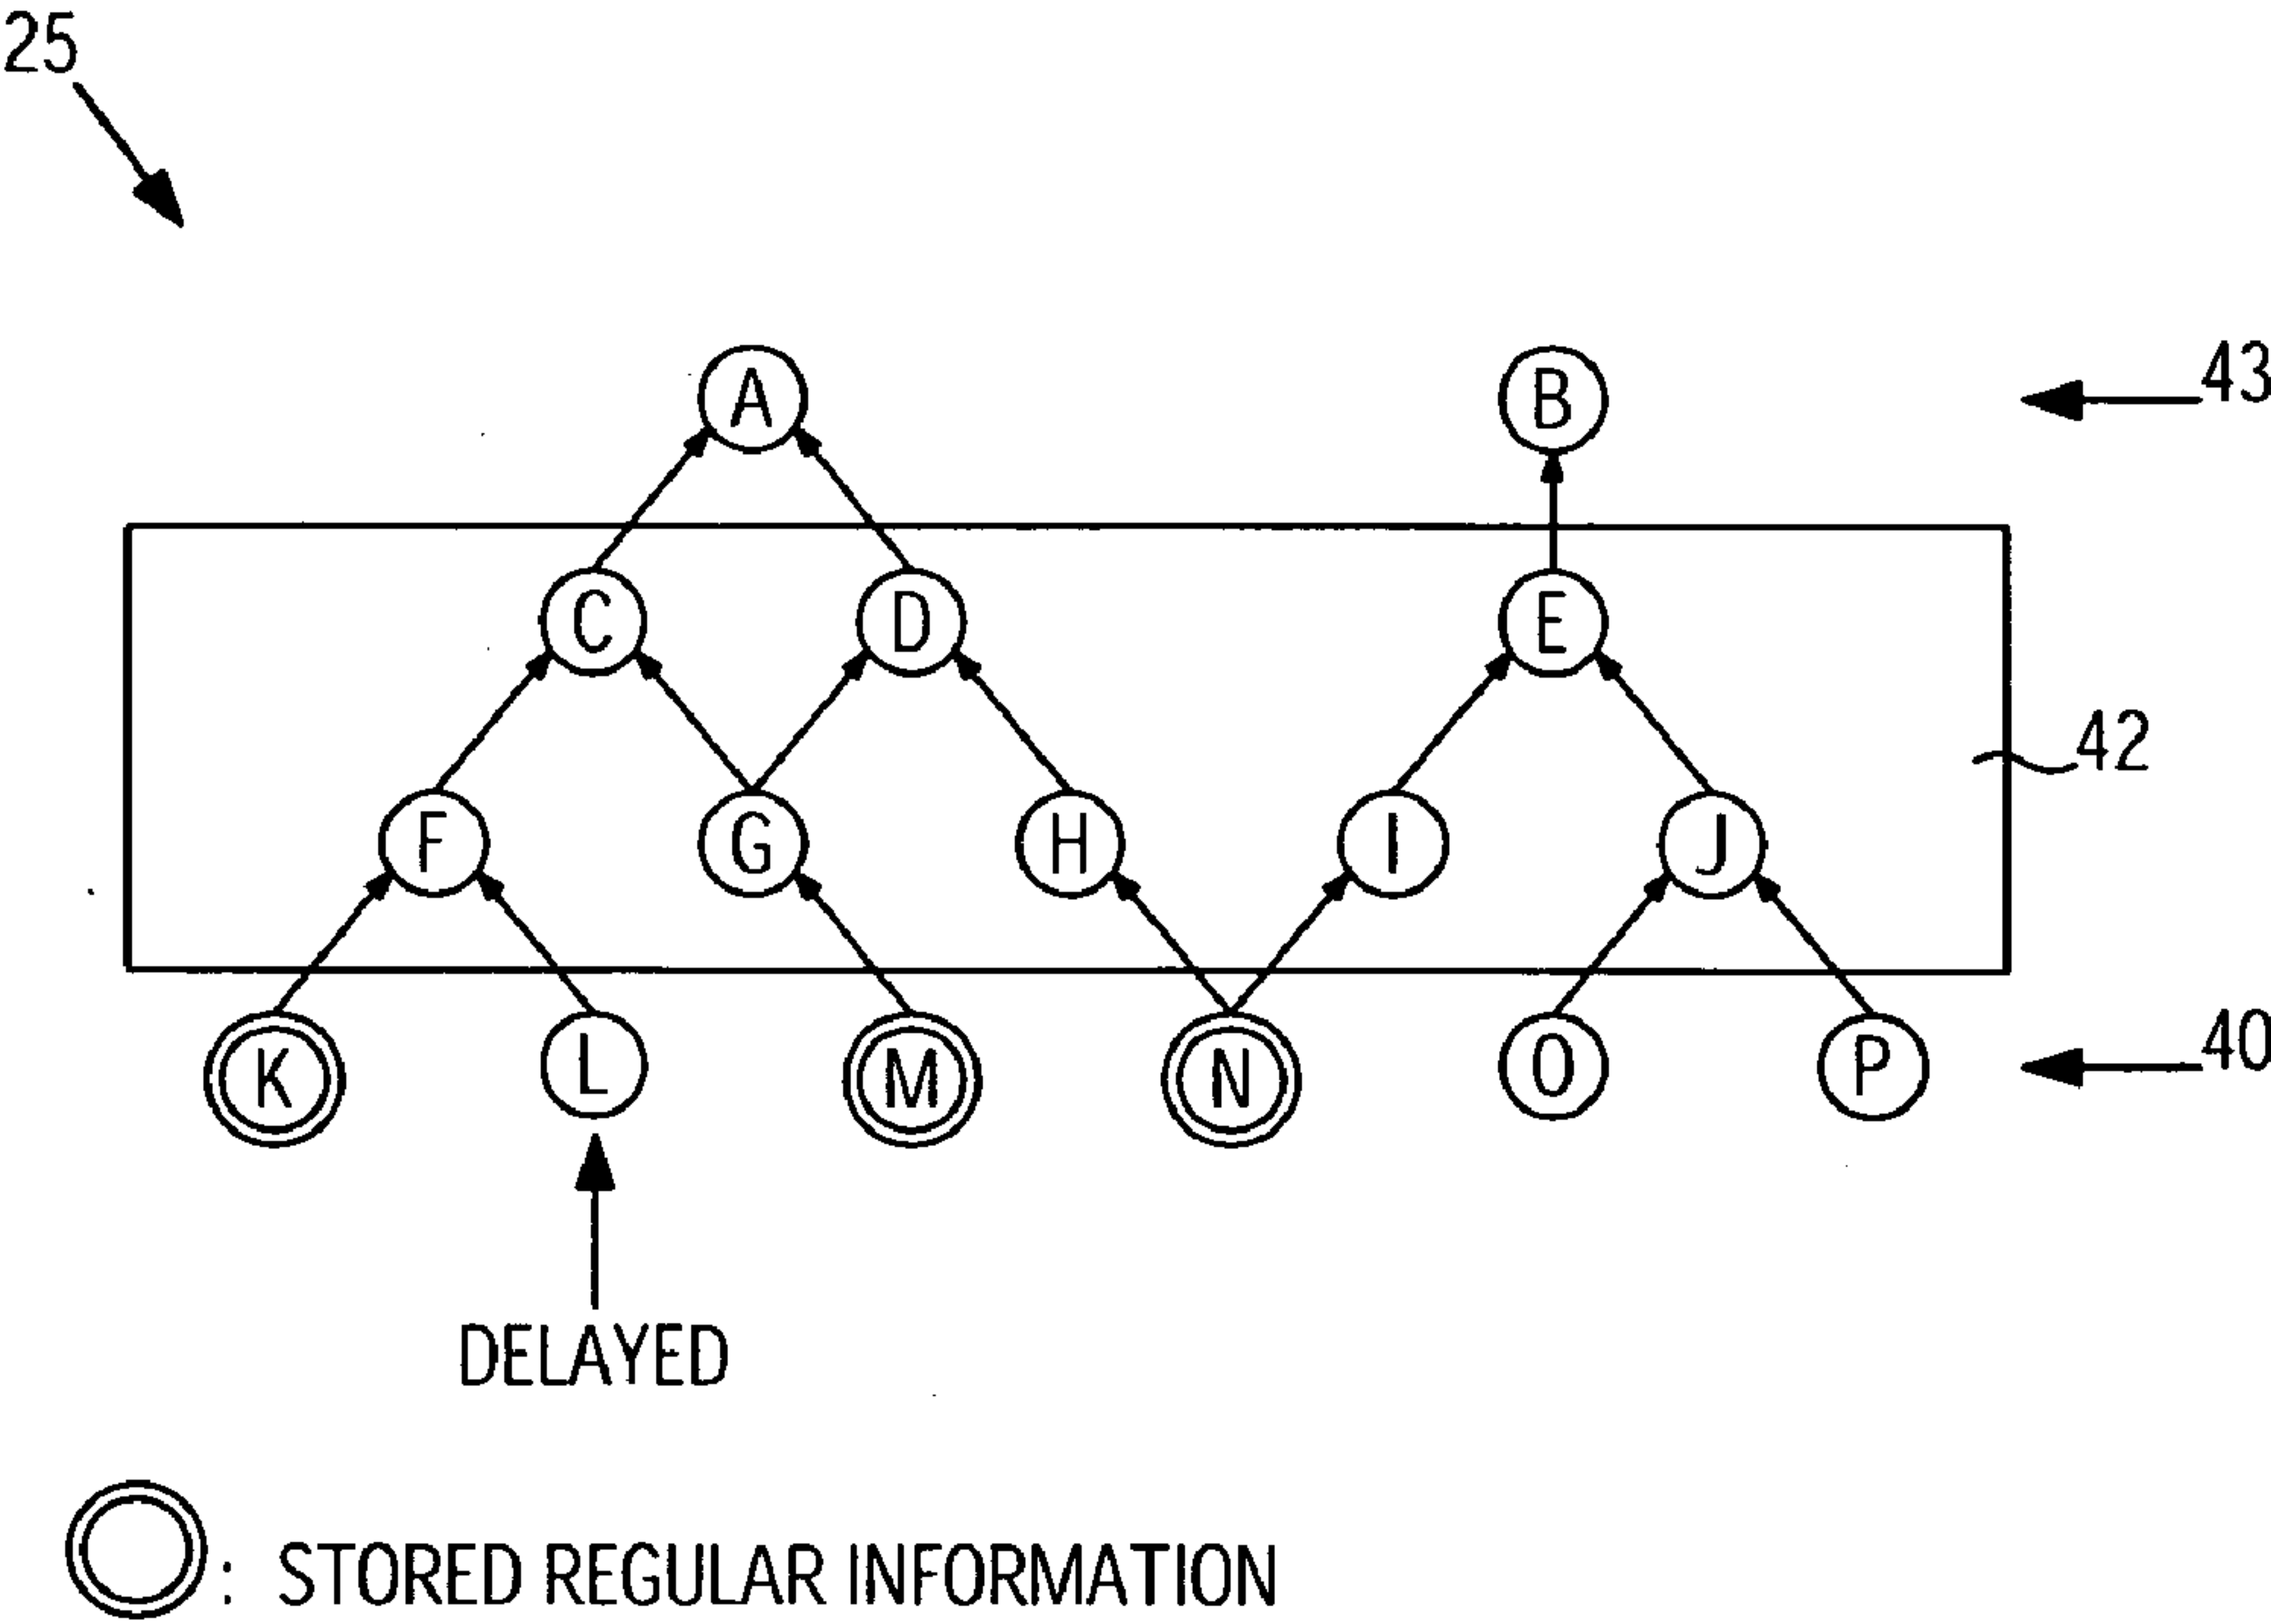 25
A B 43
C D E
42
F G H I J
K L M N O P 40
DELAYED
: STORED REGULAR INFORMATION